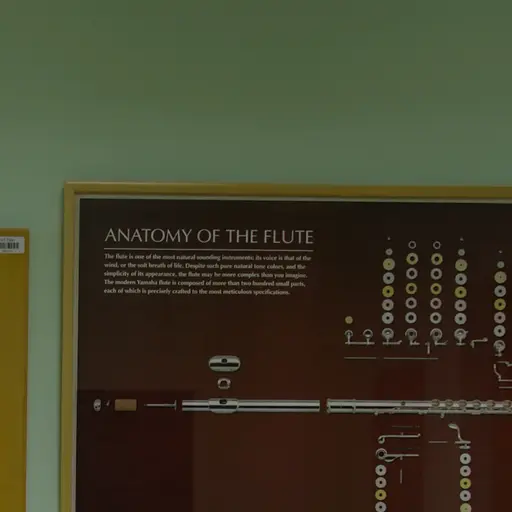 ANATOMY OF THE FLUTE
The flute is one of the most natural sounding instruments: its voice is that of the
wind, or the soft breath of life. Despite such pure natural tone colors, and the
simplicity of its appearance, the flute may be more complex than you imagine.
The modern Yamaha flute is composed of more than two hundred small parts,
each of which is precisely crafted to the most meticulous specifications.